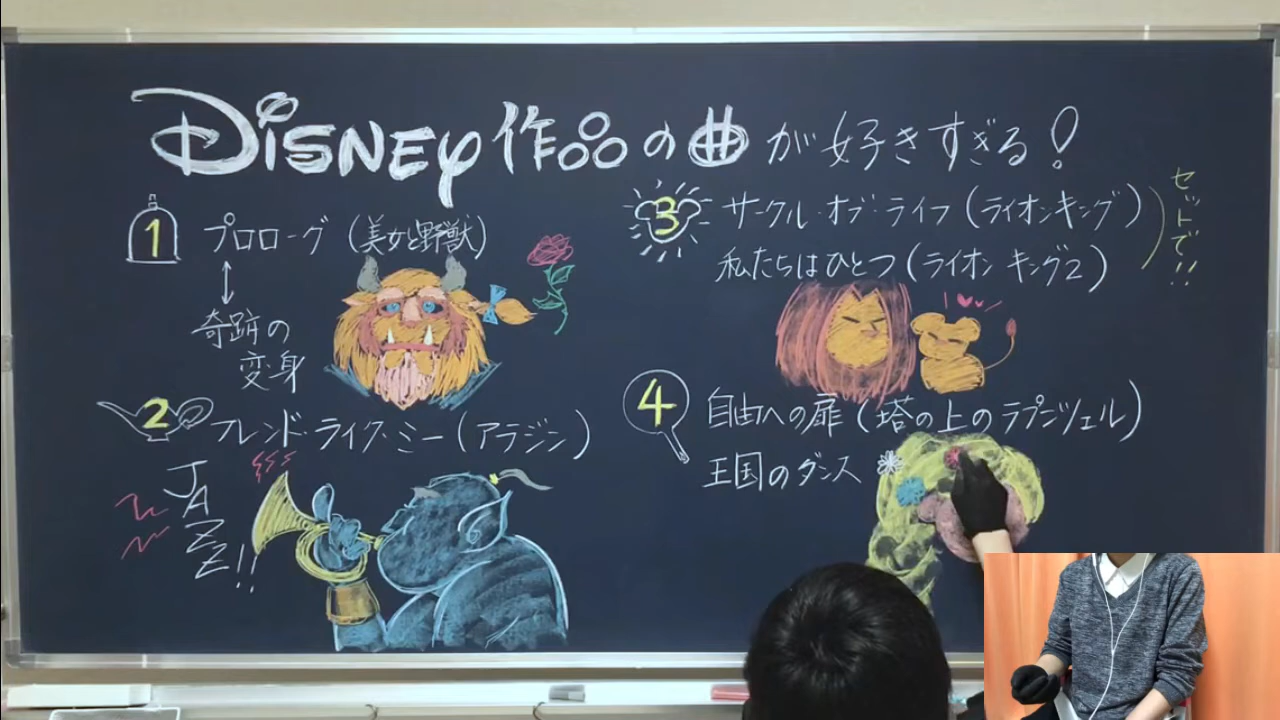 DiSNEY作品の曲が好きすぎる!
1 プロローグ (美女と野獣)
↕
奇跡の
変身
2 フレンド・ライク・ミー (アラジン)
JAZZ!!
3 サークル・オブ・ライフ (ライオンキング)
私たちはひとつ (ライオン キング2)
セットで!!
4 自由への扉 (塔の上のラプンツェル)
王国のダンス